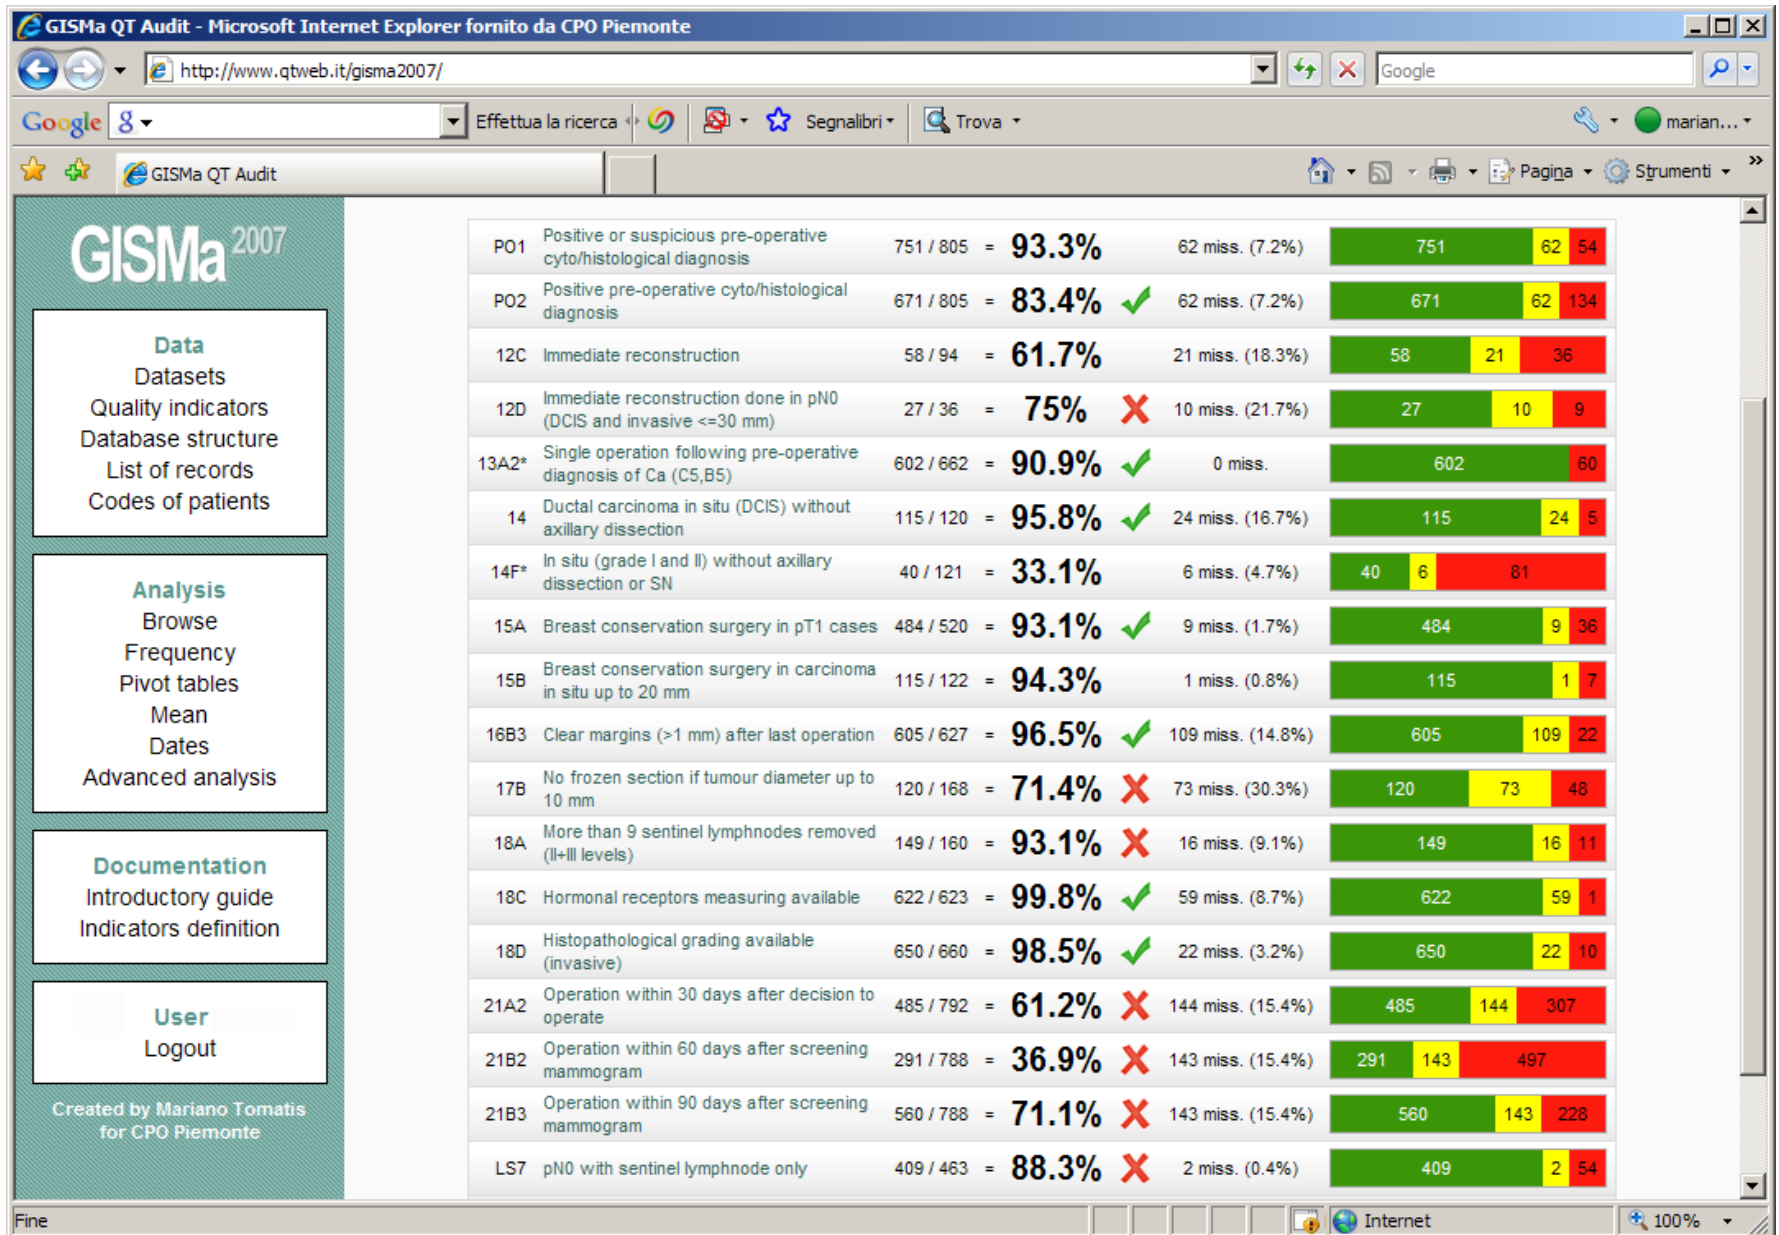 GISMa QT Audit - Microsoft Internet Explorer fornito da CPO Piemonte
http://www.qtweb.it/gisma2007/
Google
Google
Effettua la ricerca
Segnalibri
Trova
marian...
GISMa QT Audit
Pagina
Strumenti
GISMa 2007
Data
Datasets
Quality indicators
Database structure
List of records
Codes of patients
Analysis
Browse
Frequency
Pivot tables
Mean
Dates
Advanced analysis
Documentation
Introductory guide
Indicators definition
User
Logout
Created by Mariano Tomatis
for CPO Piemonte
PO1 Positive or suspicious pre-operative
cyto/histological diagnosis 751 / 805 = 93.3% 62 miss. (7.2%) 751 62 54
PO2 Positive pre-operative cyto/histological
diagnosis 671 / 805 = 83.4% 62 miss. (7.2%) 671 62 134
12C Immediate reconstruction 58 / 94 = 61.7% 21 miss. (18.3%) 58 21 36
12D Immediate reconstruction done in pN0
(DCIS and invasive <=30 mm) 27 / 36 = 75% 10 miss. (21.7%) 27 10 9
13A2* Single operation following pre-operative
diagnosis of Ca (C5,B5) 602 / 662 = 90.9% 0 miss. 602 60
14 Ductal carcinoma in situ (DCIS) without
axillary dissection 115 / 120 = 95.8% 24 miss. (16.7%) 115 24 5
14F* In situ (grade I and II) without axillary
dissection or SN 40 / 121 = 33.1% 6 miss. (4.7%) 40 6 81
15A Breast conservation surgery in pT1 cases 484 / 520 = 93.1% 9 miss. (1.7%) 484 9 36
15B Breast conservation surgery in carcinoma
in situ up to 20 mm 115 / 122 = 94.3% 1 miss. (0.8%) 115 1 7
16B3 Clear margins (>1 mm) after last operation 605 / 627 = 96.5% 109 miss. (14.8%) 605 109 22
17B No frozen section if tumour diameter up to
10 mm 120 / 168 = 71.4% 73 miss. (30.3%) 120 73 48
18A More than 9 sentinel lymphnodes removed
(II+III levels) 149 / 160 = 93.1% 16 miss. (9.1%) 149 16 11
18C Hormonal receptors measuring available 622 / 623 = 99.8% 59 miss. (8.7%) 622 59 1
18D Histopathological grading available
(invasive) 650 / 660 = 98.5% 22 miss. (3.2%) 650 22 10
21A2 Operation within 30 days after decision to
operate 485 / 792 = 61.2% 144 miss. (15.4%) 485 144 307
21B2 Operation within 60 days after screening
mammogram 291 / 788 = 36.9% 143 miss. (15.4%) 291 143 497
21B3 Operation within 90 days after screening
mammogram 560 / 788 = 71.1% 143 miss. (15.4%) 560 143 228
LS7 pN0 with sentinel lymphnode only 409 / 463 = 88.3% 2 miss. (0.4%) 409 2 54
Fine
Internet
100%